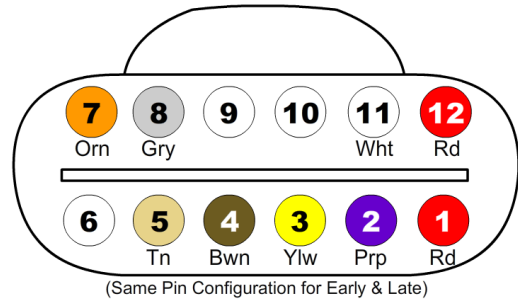 7 8 9 10 11 12
Orn Gry Wht Rd
6 5 4 3 2 1
Tn Bwn Ylw Prp Rd
(Same Pin Configuration for Early & Late)